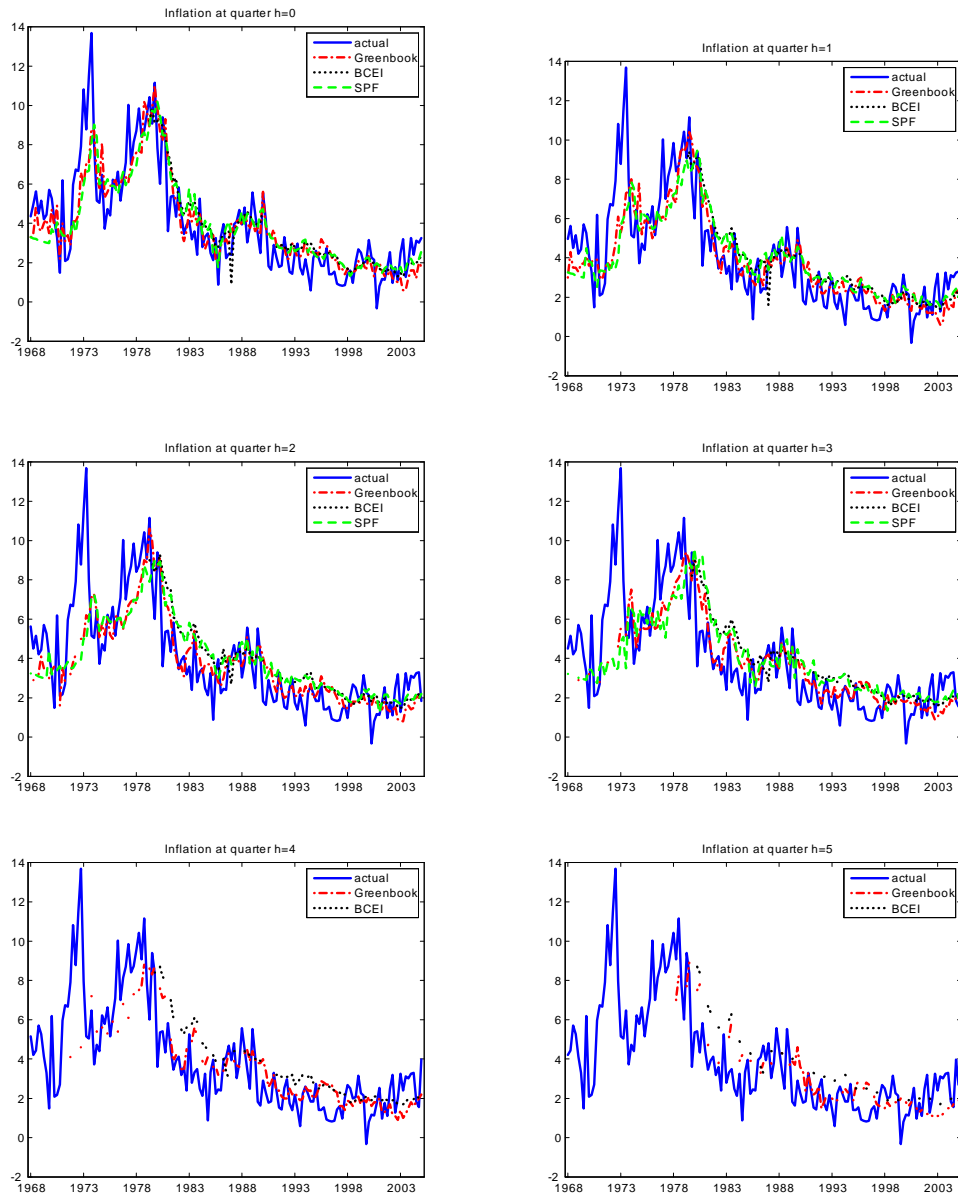 Inflation at quarter h=0
14
12
10
8
6
4
2
0
-2
1968 1973 1978 1983 1988 1993 1998 2003
actual
Greenbook
BCEI
SPF
Inflation at quarter h=1
14
12
10
8
6
4
2
0
-2
1968 1973 1978 1983 1988 1993 1998 2003
actual
Greenbook
BCEI
SPF
Inflation at quarter h=2
14
12
10
8
6
4
2
0
-2
1968 1973 1978 1983 1988 1993 1998 2003
actual
Greenbook
BCEI
SPF
Inflation at quarter h=3
14
12
10
8
6
4
2
0
-2
1968 1973 1978 1983 1988 1993 1998 2003
actual
Greenbook
BCEI
SPF
Inflation at quarter h=4
14
12
10
8
6
4
2
0
-2
1968 1973 1978 1983 1988 1993 1998 2003
actual
Greenbook
BCEI
Inflation at quarter h=5
14
12
10
8
6
4
2
0
-2
1968 1973 1978 1983 1988 1993 1998 2003
actual
Greenbook
BCEI